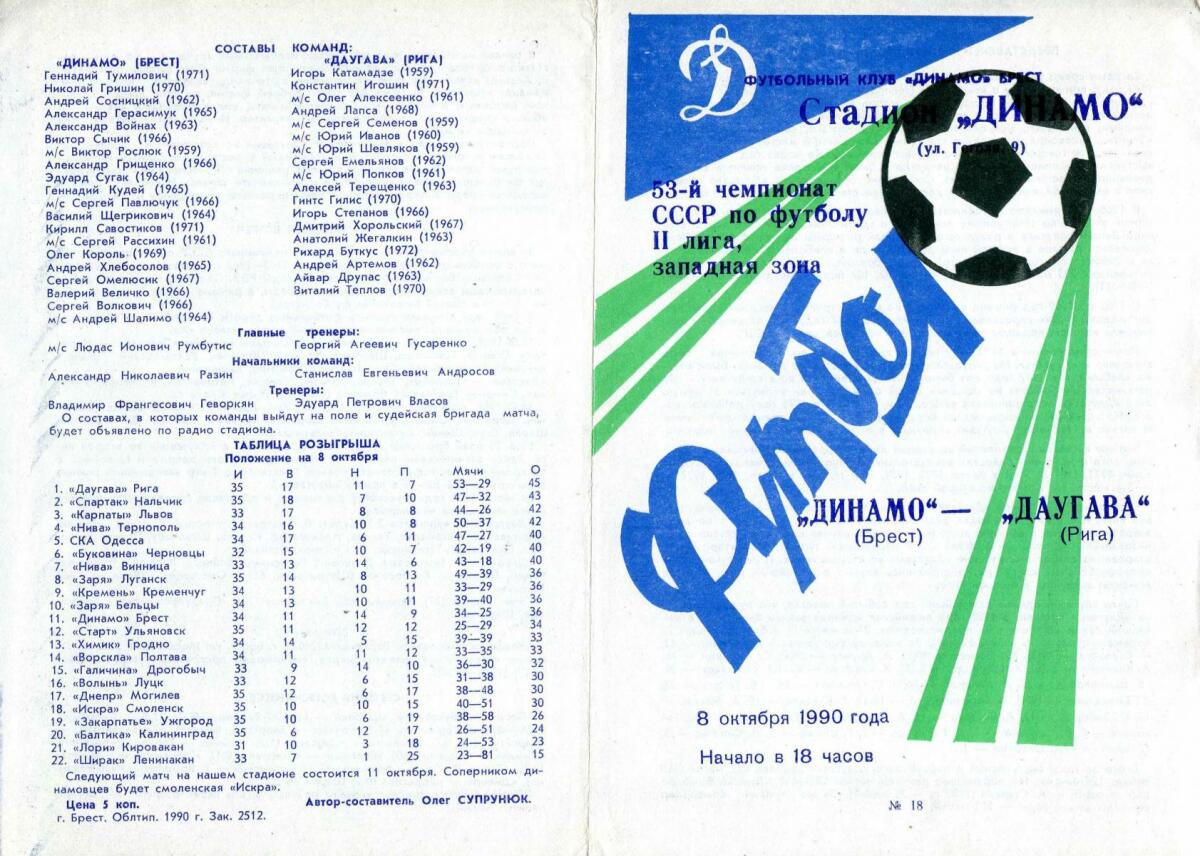 СОСТАВЫ КОМАНД:
«ДИНАМО» (БРЕСТ)
Геннадий Тумилович (1971)
Николай Гришин (1970)
Андрей Сосницкий (1962)
Александр Герасимук (1965)
Александр Войнах (1963)
Виктор Сычик (1966)
м/с Виктор Рослюк (1959)
Александр Грищенко (1966)
Эдуард Сугак (1964)
Геннадий Кудей (1965)
м/с Сергей Павлючук (1966)
Василий Щегрикович (1964)
Кирилл Савостиков (1971)
м/с Сергей Рассихин (1961)
Олег Король (1969)
Андрей Хлебосолов (1965)
Сергей Омелюсик (1967)
Валерий Величко (1966)
Сергей Волкович (1966)
м/с Андрей Шалимо (1964)
«ДАУГАВА» (РИГА)
Игорь Катамадзе (1959)
Константин Игошин (1971)
м/с Олег Алексеенко (1961)
Андрей Лапса (1968)
м/с Сергей Семенов (1959)
м/с Юрий Иванов (1960)
м/с Юрий Шевляков (1959)
Сергей Емельянов (1962)
м/с Юрий Попков (1961)
Алексей Терещенко (1963)
Гинтс Гилис (1970)
Игорь Степанов (1966)
Дмитрий Хорольский (1967)
Анатолий Жегалкин (1963)
Рихард Буткус (1972)
Андрей Артемов (1962)
Айвар Друпас (1963)
Виталий Теплов (1970)
Главные тренеры:
м/с Людас Ионович Румбутис Георгий Агеевич Гусаренко
Начальники команд:
Александр Николаевич Разин Станислав Евгеньевич Андросов
Тренеры:
Владимир Франгесович Геворкян Эдуард Петрович Власов
О составах, в которых команды выйдут на поле и судейская бригада матча,
будет объявлено по радио стадиона.
ТАБЛИЦА РОЗЫГРЫША
Положение на 8 октября
И В Н П Мячи О
1. «Даугава» Рига 35 17 11 7 53—29 45
2. «Спартак» Нальчик 35 18 7 10 47—32 43
3. «Карпаты» Львов 33 17 8 8 44—26 42
4. «Нива» Тернополь 34 16 10 8 50—37 42
5. СКА Одесса 34 17 6 11 47—27 40
6. «Буковина» Черновцы 32 15 10 7 42—19 40
7. «Нива» Винница 33 13 14 6 43—18 40
8. «Заря» Луганск 35 14 8 13 49—39 36
9. «Кремень» Кременчуг 34 13 10 11 33—29 36
10. «Заря» Бельцы 34 13 10 11 39—40 36
11. «Динамо» Брест 34 11 14 9 34—25 36
12. «Старт» Ульяновск 35 11 12 12 25—29 34
13. «Химик» Гродно 34 14 5 15 39—39 33
14. «Ворскла» Полтава 34 11 11 12 33—35 33
15. «Галичина» Дрогобыч 33 9 14 10 36—30 32
16. «Волынь» Луцк 33 12 6 15 31—38 30
17. «Днепр» Могилев 35 12 6 17 38—48 30
18. «Искра» Смоленск 35 10 10 15 40—51 30
19. «Закарпатье» Ужгород 35 10 6 19 38—58 26
20. «Балтика» Калининград 35 6 12 17 26—51 24
21. «Лори» Кировакан 31 10 3 18 24—53 23
22. «Ширак» Ленинакан 33 7 1 25 23—81 15
Следующий матч на нашем стадионе состоится 11 октября. Соперником ди-
намовцев будет смоленская «Искра».
Цена 5 коп. Автор-составитель Олег СУПРУНЮК.
г. Брест. Облтип. 1990 г. Зак. 2512.
Д
ФУТБОЛЬНЫЙ КЛУБ «ДИНАМО» БРЕСТ
Стадион „ДИНАМО“
(ул. Гоголя, 9)
53-й чемпионат
СССР по футболу
II лига,
западная зона
Футбол
„ДИНАМО“ — „ДАУГАВА“
(Брест) (Рига)
8 октября 1990 года
Начало в 18 часов
№ 18